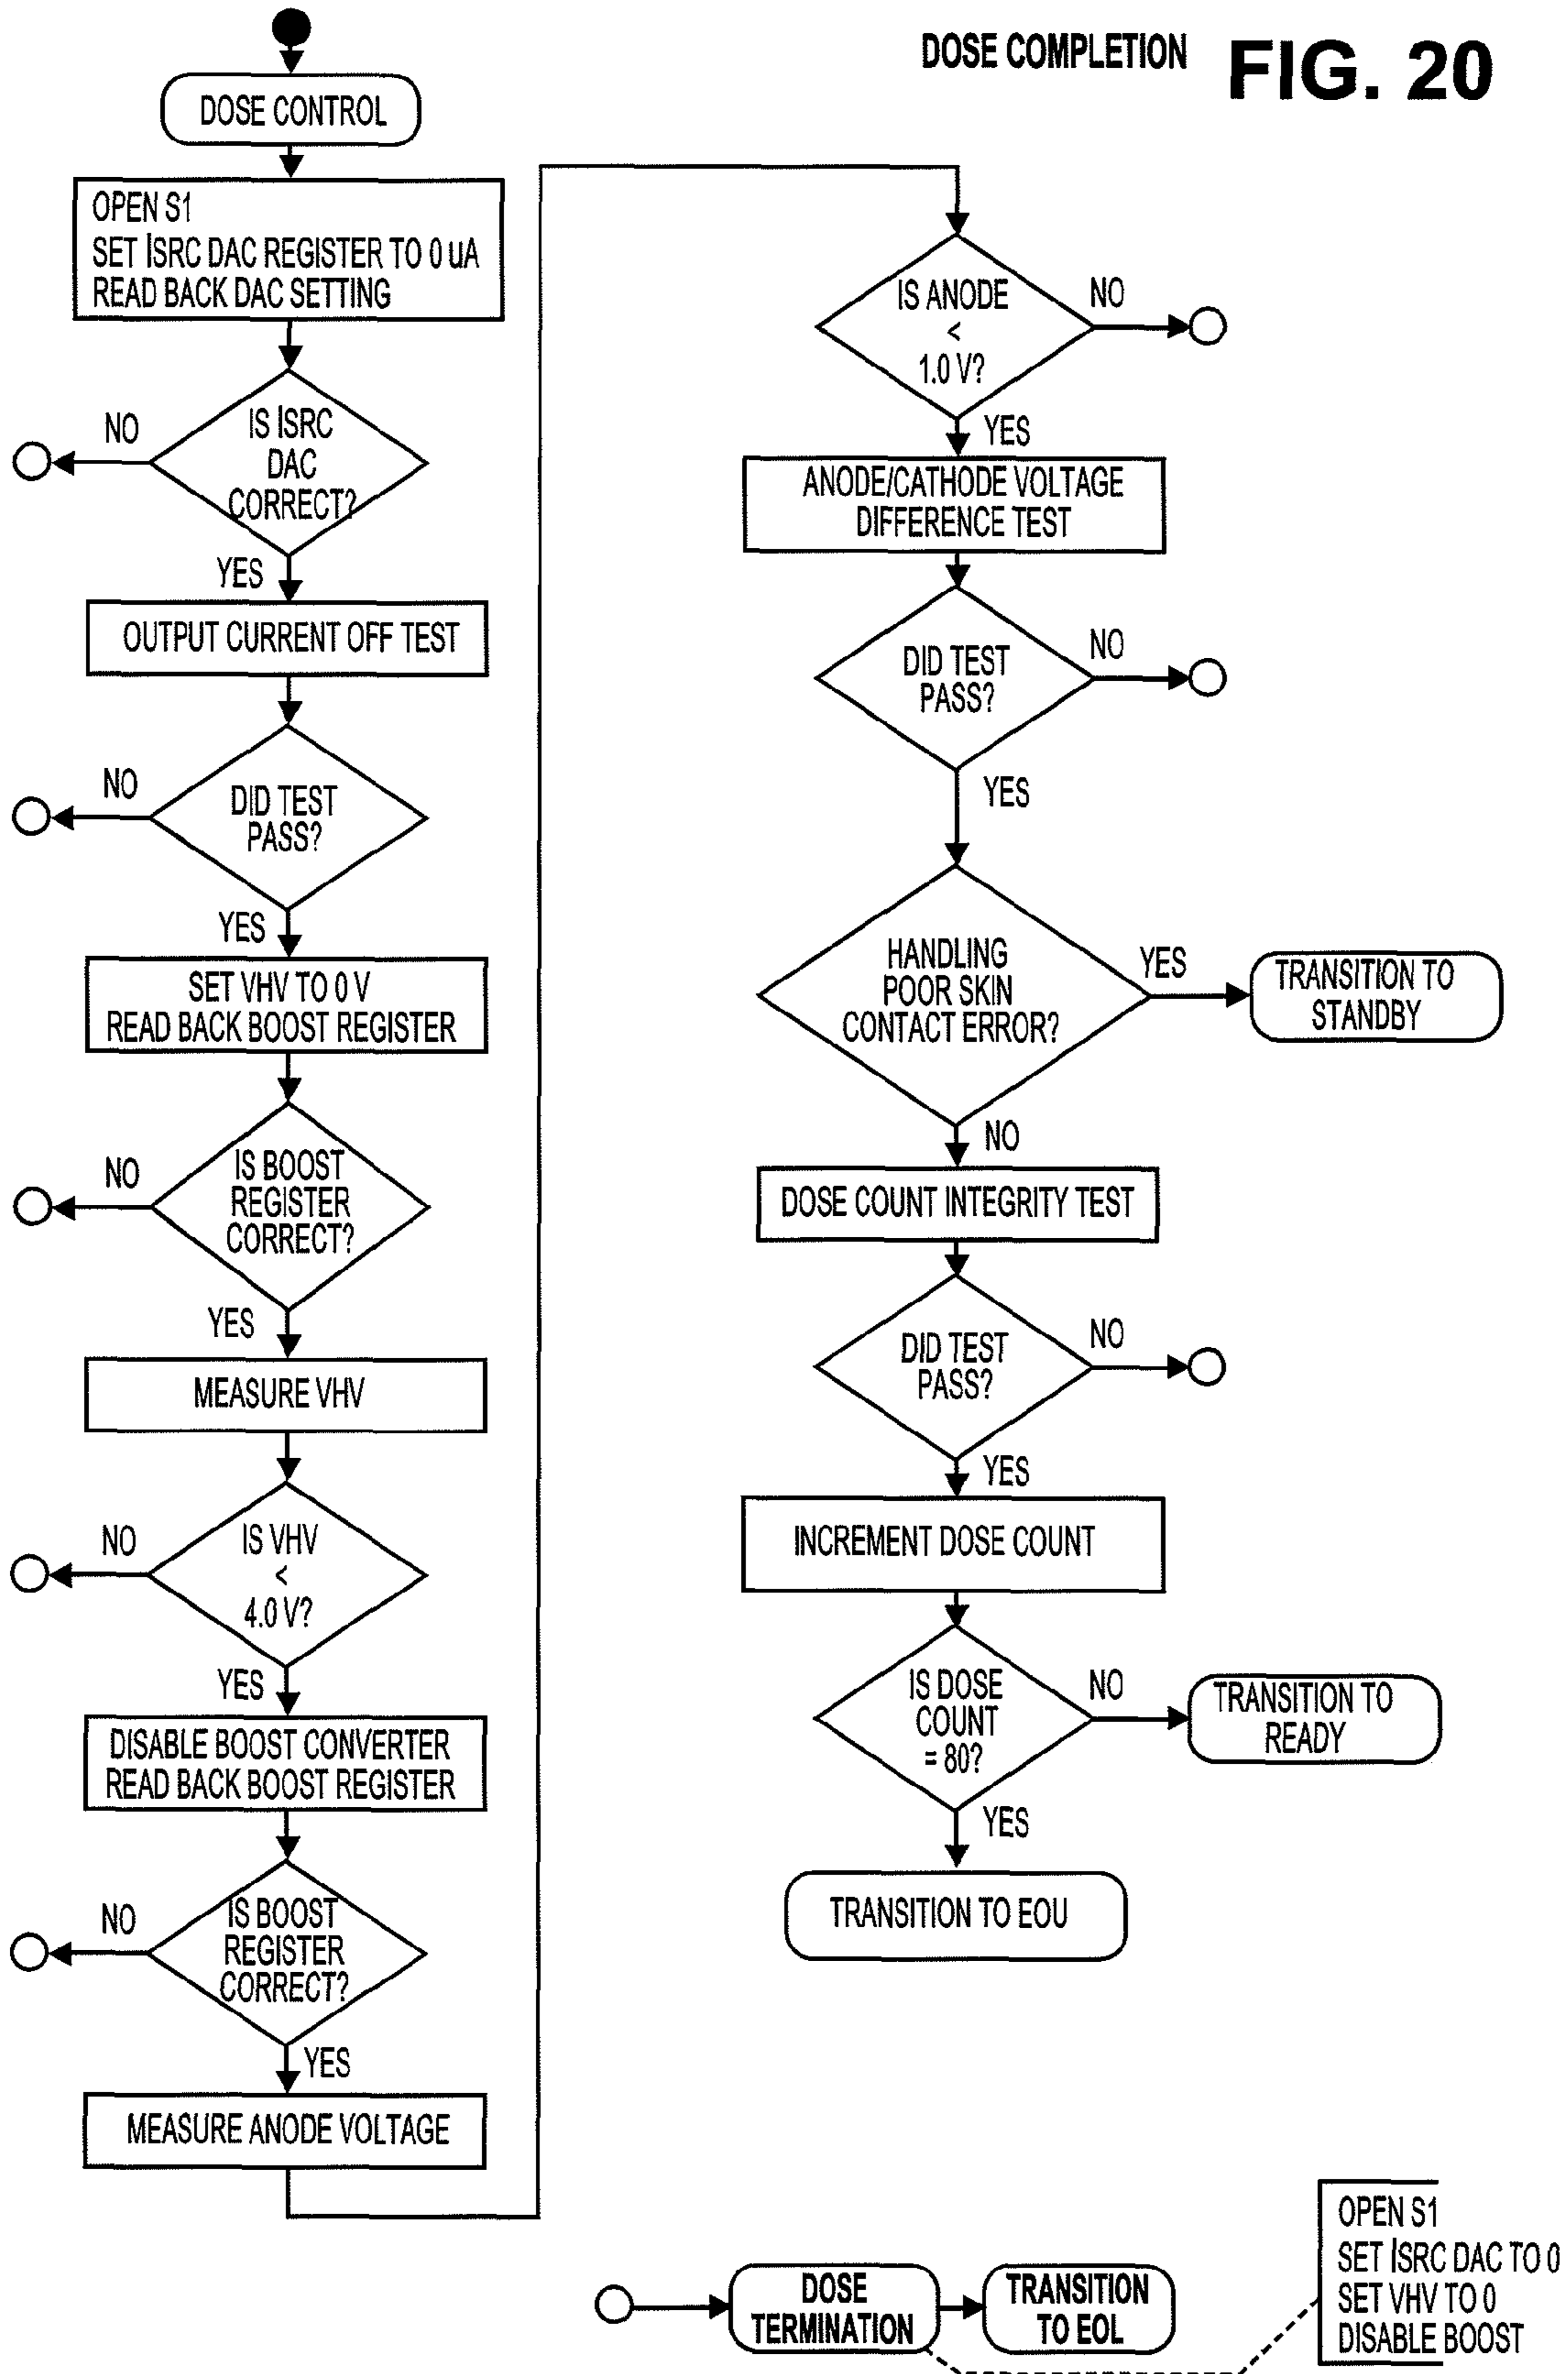 DOSE COMPLETION FIG. 20
DOSE CONTROL
OPEN S1
SET ISRC DAC REGISTER TO 0 uA
READ BACK DAC SETTING
IS ISRC
DAC
CORRECT?
NO
YES
OUTPUT CURRENT OFF TEST
DID TEST
PASS?
NO
YES
SET VHV TO 0 V
READ BACK BOOST REGISTER
IS BOOST
REGISTER
CORRECT?
NO
YES
MEASURE VHV
IS VHV
<
4.0 V?
NO
YES
DISABLE BOOST CONVERTER
READ BACK BOOST REGISTER
IS BOOST
REGISTER
CORRECT?
NO
YES
MEASURE ANODE VOLTAGE
IS ANODE
<
1.0 V?
NO
YES
ANODE/CATHODE VOLTAGE
DIFFERENCE TEST
DID TEST
PASS?
NO
YES
HANDLING
POOR SKIN
CONTACT ERROR?
YES
TRANSITION TO
STANDBY
NO
DOSE COUNT INTEGRITY TEST
DID TEST
PASS?
NO
YES
INCREMENT DOSE COUNT
IS DOSE
COUNT
= 80?
NO
TRANSITION TO
READY
YES
TRANSITION TO EOU
DOSE
TERMINATION
TRANSITION
TO EOL
OPEN S1
SET ISRC DAC TO 0
SET VHV TO 0
DISABLE BOOST